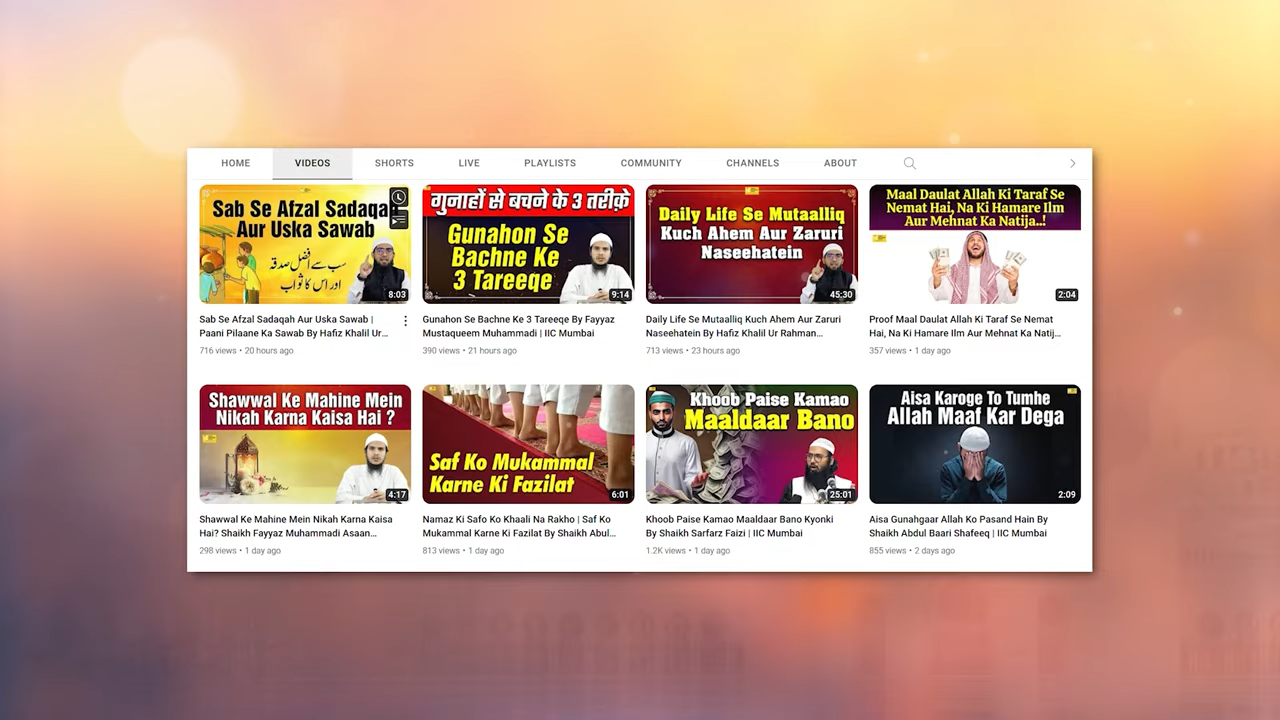 HOME VIDEOS SHORTS LIVE PLAYLISTS COMMUNITY CHANNELS ABOUT
Sab Se Afzal Sadaqa
Aur Uska Sawab
سب سے افضل صدقہ
اور اس کا ثواب
8:03
Sab Se Afzal Sadaqah Aur Uska Sawab |
Paani Pilaane Ka Sawab By Hafiz Khalil Ur...
716 views • 20 hours ago
गुनाहों से बचने के 3 तरीक़े
Gunahon Se
Bachne Ke
3 Tareeqe
9:14
Gunahon Se Bachne Ke 3 Tareeqe By Fayyaz
Mustaqueem Muhammadi | IIC Mumbai
390 views • 21 hours ago
Daily Life Se Mutaalliq
Kuch Ahem Aur Zaruri
Naseehatein
45:30
Daily Life Se Mutaalliq Kuch Ahem Aur Zaruri
Naseehatein By Hafiz Khalil Ur Rahman...
713 views • 23 hours ago
Maal Daulat Allah Ki Taraf Se
Nemat Hai, Na Ki Hamare Ilm
Aur Mehnat Ka Natija..!
2:04
Proof Maal Daulat Allah Ki Taraf Se Nemat
Hai, Na Ki Hamare Ilm Aur Mehnat Ka Natij...
357 views • 1 day ago
Shawwal Ke Mahine Mein
Nikah Karna Kaisa Hai ?
4:17
Shawwal Ke Mahine Mein Nikah Karna Kaisa
Hai? Shaikh Fayyaz Muhammadi Asaan...
298 views • 1 day ago
Saf Ko Mukammal
Karne Ki Fazilat
6:01
Namaz Ki Safo Ko Khaali Na Rakho | Saf Ko
Mukammal Karne Ki Fazilat By Shaikh Abul...
813 views • 1 day ago
Khoob Paise Kamao
Maaldaar Bano
25:01
Khoob Paise Kamao Maaldaar Bano Kyonki
By Shaikh Sarfarz Faizi | IIC Mumbai
1.2K views • 1 day ago
Aisa Karoge To Tumhe
Allah Maaf Kar Dega
2:09
Aisa Gunahgaar Allah Ko Pasand Hain By
Shaikh Abdul Baari Shafeeq | IIC Mumbai
855 views • 2 days ago